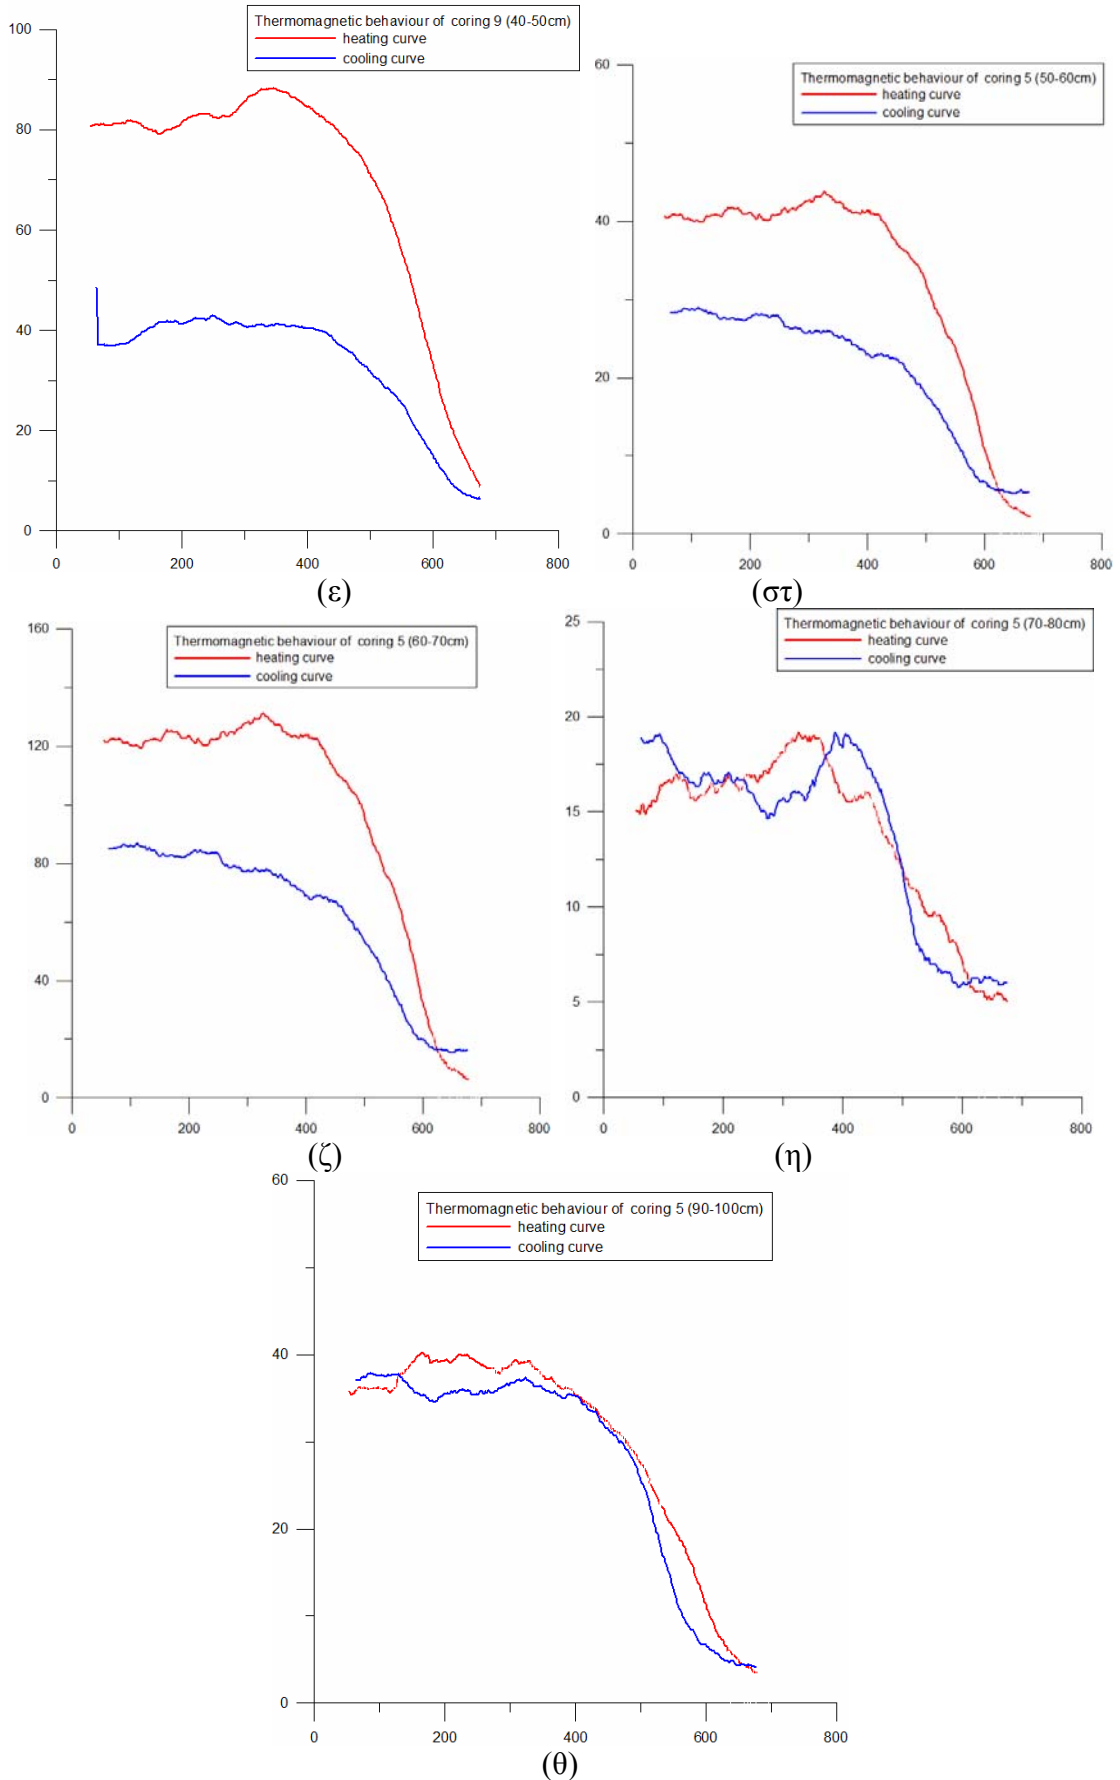 Thermomagnetic behaviour of coring 9 (40-50cm)
heating curve
cooling curve
100
80
60
40
20
0
0 200 400 600 800
(ε)
Thermomagnetic behaviour of coring 5 (50-60cm)
heating curve
cooling curve
60
40
20
0
0 200 400 600 800
(στ)
Thermomagnetic behaviour of coring 5 (60-70cm)
heating curve
cooling curve
160
120
80
40
0
0 200 400 600 800
(ζ)
Thermomagnetic behaviour of coring 5 (70-80cm)
heating curve
cooling curve
25
20
15
10
5
0
0 200 400 600 800
(η)
Thermomagnetic behaviour of coring 5 (90-100cm)
heating curve
cooling curve
60
40
20
0
0 200 400 600 800
(θ)